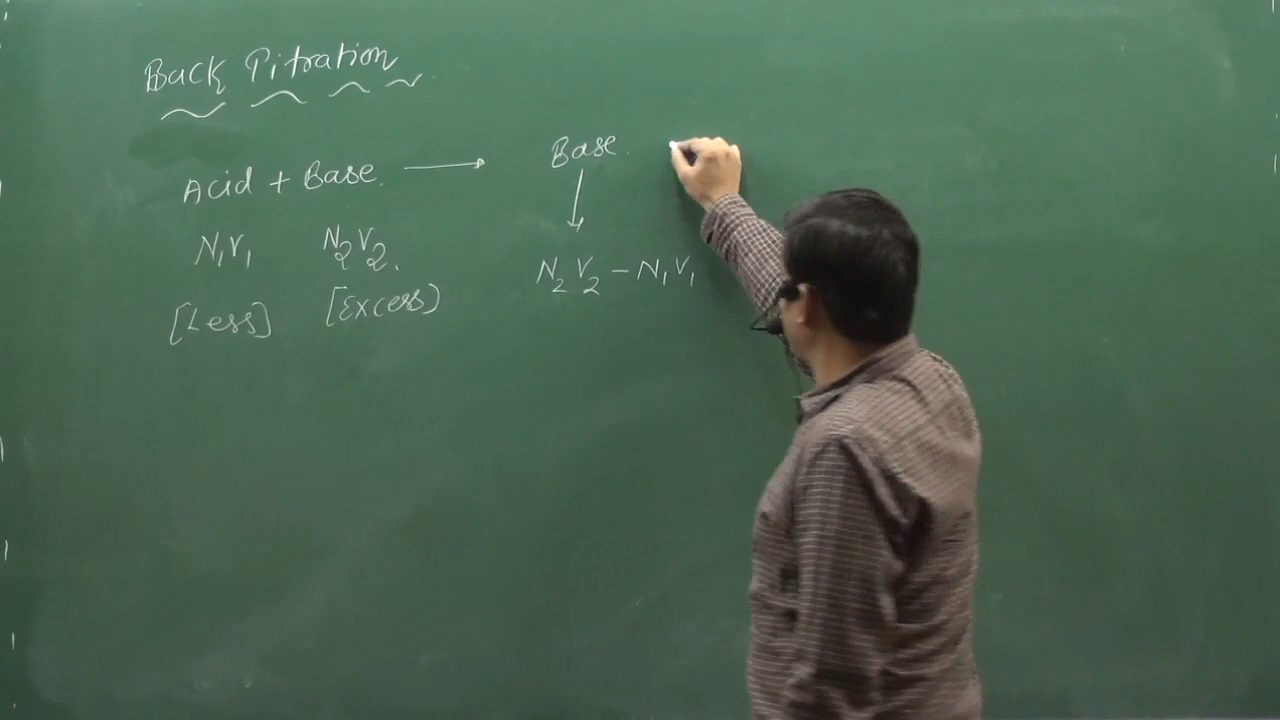 Back Titration
Acid + Base. → Base.
↓
N₁V₁ N₂V₂. N₂V₂ - N₁V₁
[Less] [Excess)